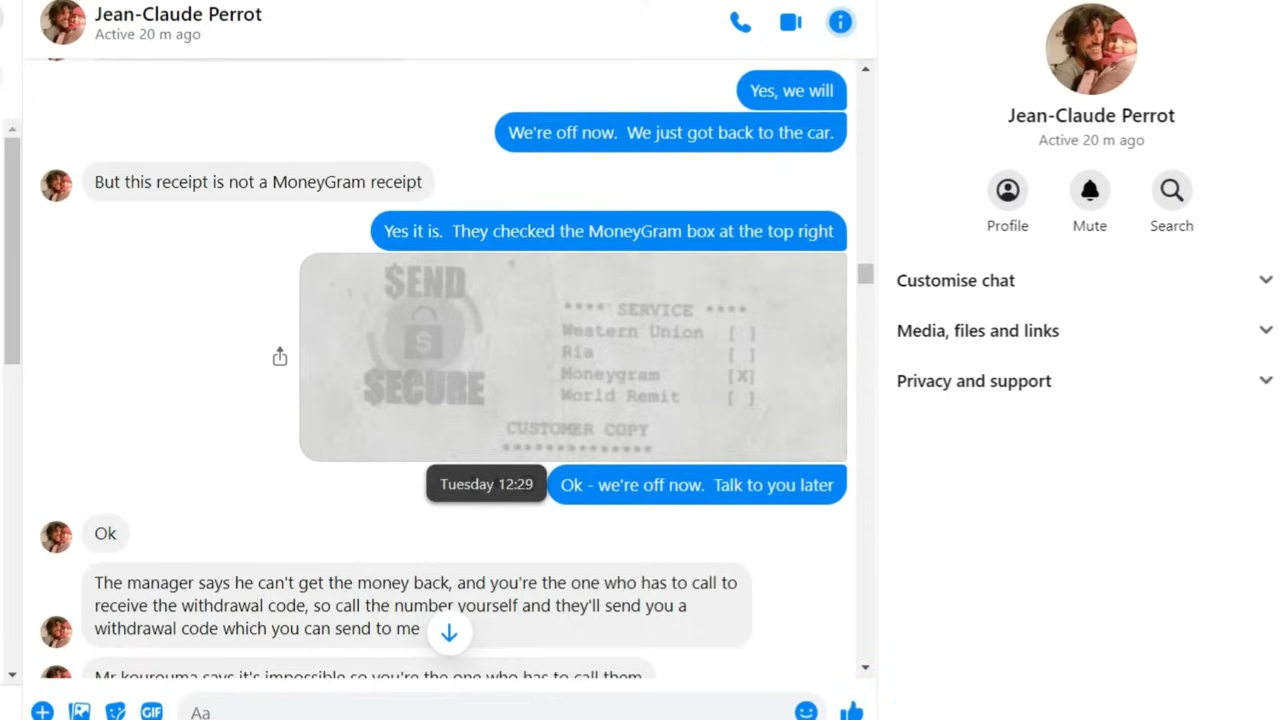 Jean-Claude Perrot
Active 20 m ago
Yes, we will
We're off now. We just got back to the car.
But this receipt is not a MoneyGram receipt
Yes it is. They checked the MoneyGram box at the top right
$END
$
$ECURE
**** SERVICE ****
Western Union [ ]
Ria [ ]
Moneygram [X]
World Remit [ ]
CUSTOMER COPY
**************
Tuesday 12:29
Ok - we're off now. Talk to you later
Ok
The manager says he can't get the money back, and you're the one who has to call to
receive the withdrawal code, so call the number yourself and they'll send you a
withdrawal code which you can send to me
Mr kourouma says it's impossible so you're the one who has to call them
GIF
Aa
Jean-Claude Perrot
Active 20 m ago
Profile
Mute
Search
Customise chat
Media, files and links
Privacy and support